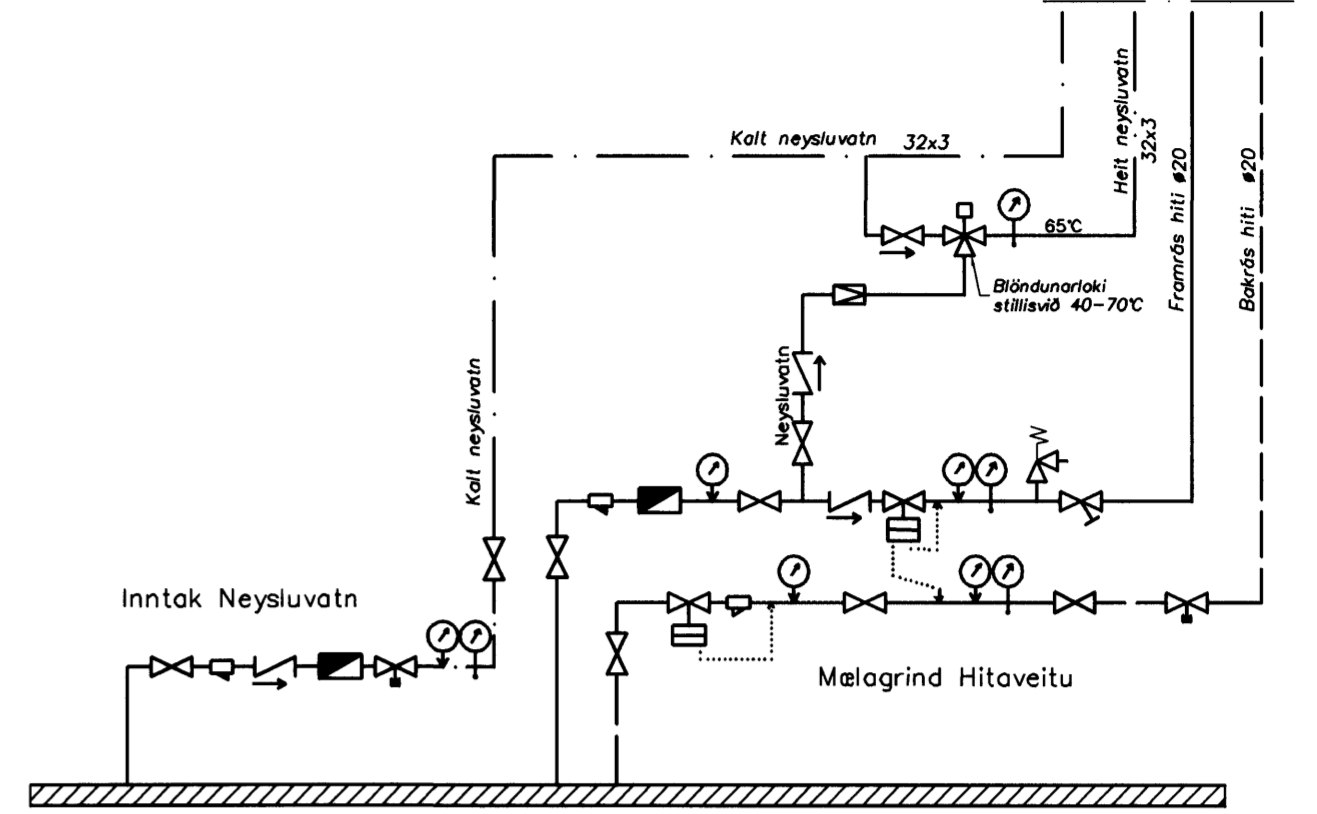 Kalt neysluvatn 32x3
Heit neysluvatn
32x3
Framrás hiti ø20
Bakrás hiti ø20
65°C
Blöndunarloki
stillisvið 40-70°C
Neysluvatn
Kalt neysluvatn
Inntak Neysluvatn
Mælagrind Hitaveitu